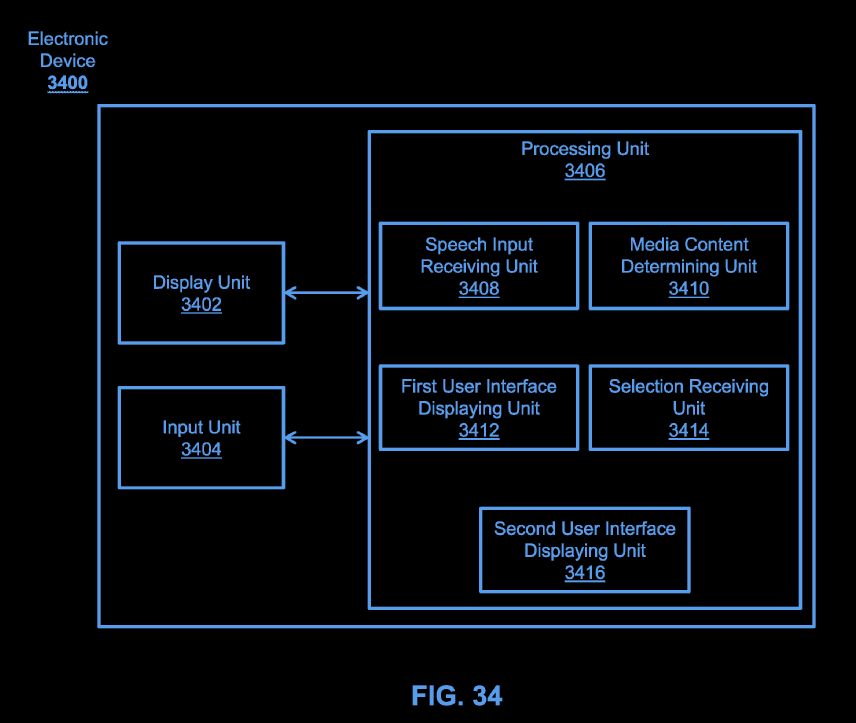 Electronic
Device
3400
Processing Unit
3406
Speech Input
Receiving Unit
3408
Media Content
Determining Unit
3410
Display Unit
3402
First User Interface
Displaying Unit
3412
Selection Receiving
Unit
3414
Input Unit
3404
Second User Interface
Displaying Unit
3416
FIG. 34